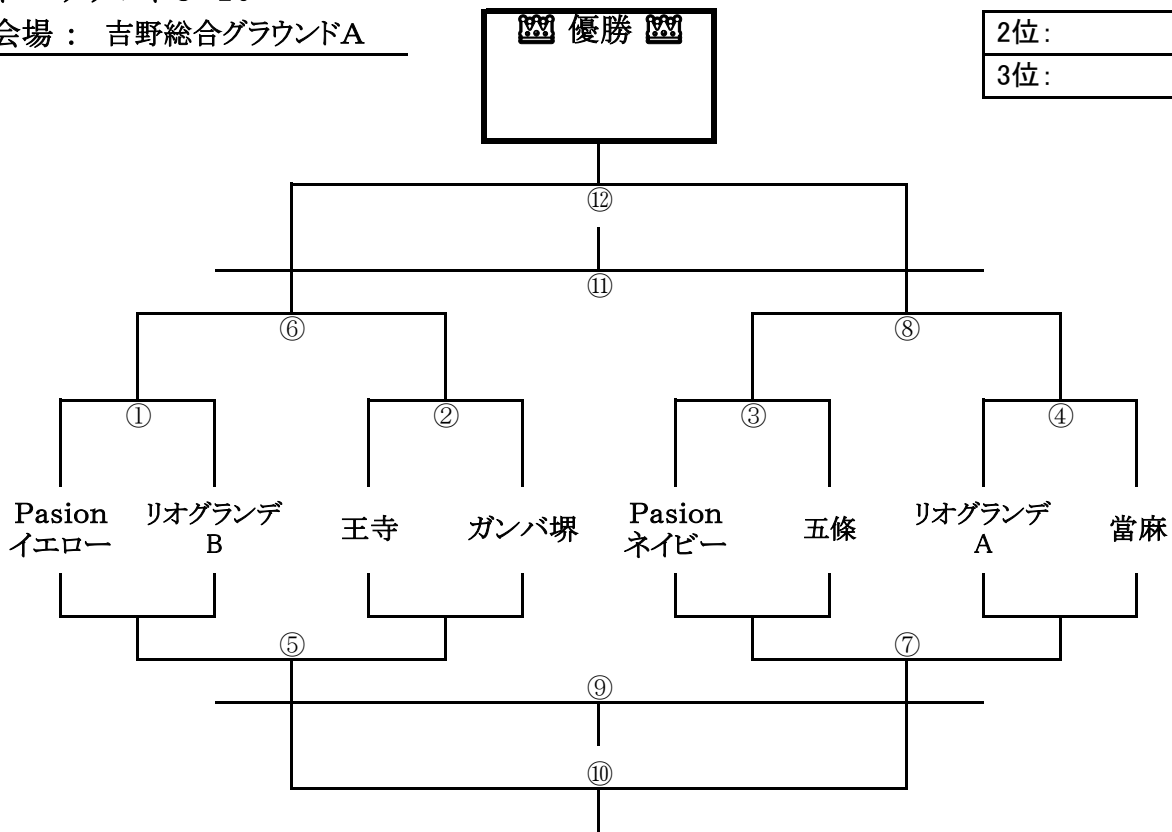 会場 : 吉野総合グラウンドA
優勝
2位:
3位:
⑫
⑪
⑥
⑧
①
②
③
④
Pasion
イエロー
リオグランデ
B
王寺
ガンバ堺
Pasion
ネイビー
五條
リオグランデ
A
當麻
⑤
⑦
⑨
⑩